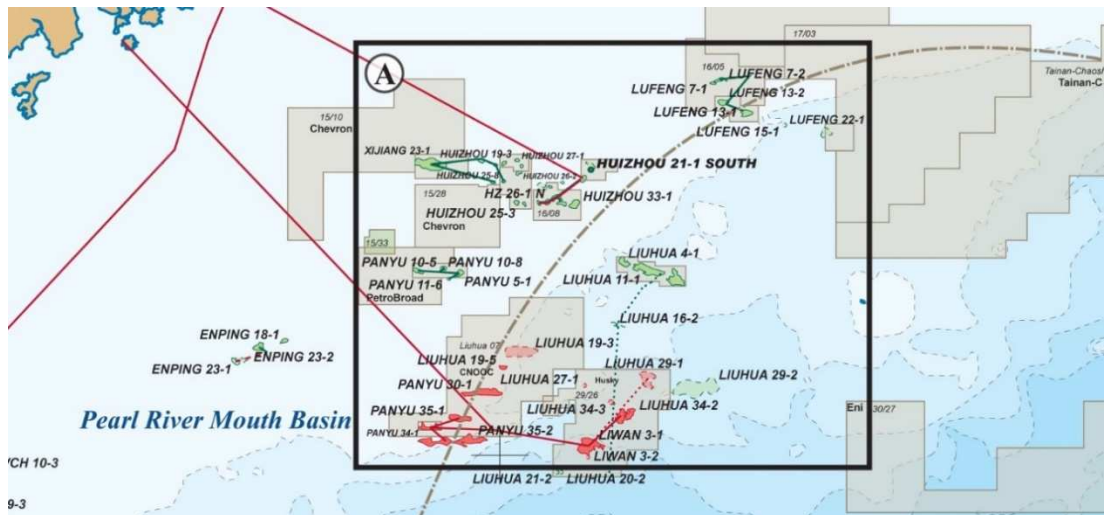 17/03
16/05
LUFENG 7-2
LUFENG 7-1
LUFENG 13-2
LUFENG 13-1
LUFENG 15-1
LUFENG 22-1
Tainan-Chaosh
Tainan-C
A
15/10
Chevron
XIJIANG 23-1
HUIZHOU 19-3
HUIZHOU 27-1
HUIZHOU 25-8
HUIZHOU 26-1
HUIZHOU 21-1 SOUTH
15/28
HZ 26-1 N
HUIZHOU 33-1
HUIZHOU 25-3
16/08
Chevron
15/33
PANYU 10-5
PANYU 10-8
PANYU 5-1
PANYU 11-6
PetroBroad
LIUHUA 4-1
LIUHUA 11-1
LIUHUA 16-2
ENPING 18-1
ENPING 23-2
ENPING 23-1
Liuhua 07
LIUHUA 19-3
LIUHUA 19-5
CNOOC
LIUHUA 29-1
LIUHUA 27-1
Husky
29/26
LIUHUA 29-2
PANYU 30-1
LIUHUA 34-3
LIUHUA 34-2
Eni
30/27
Pearl River Mouth Basin
PANYU 35-1
PANYU 34-1
PANYU 35-2
LIWAN 3-1
LIWAN 3-2
LIUHUA 21-2
LIUHUA 20-2
CH 10-3
9-3